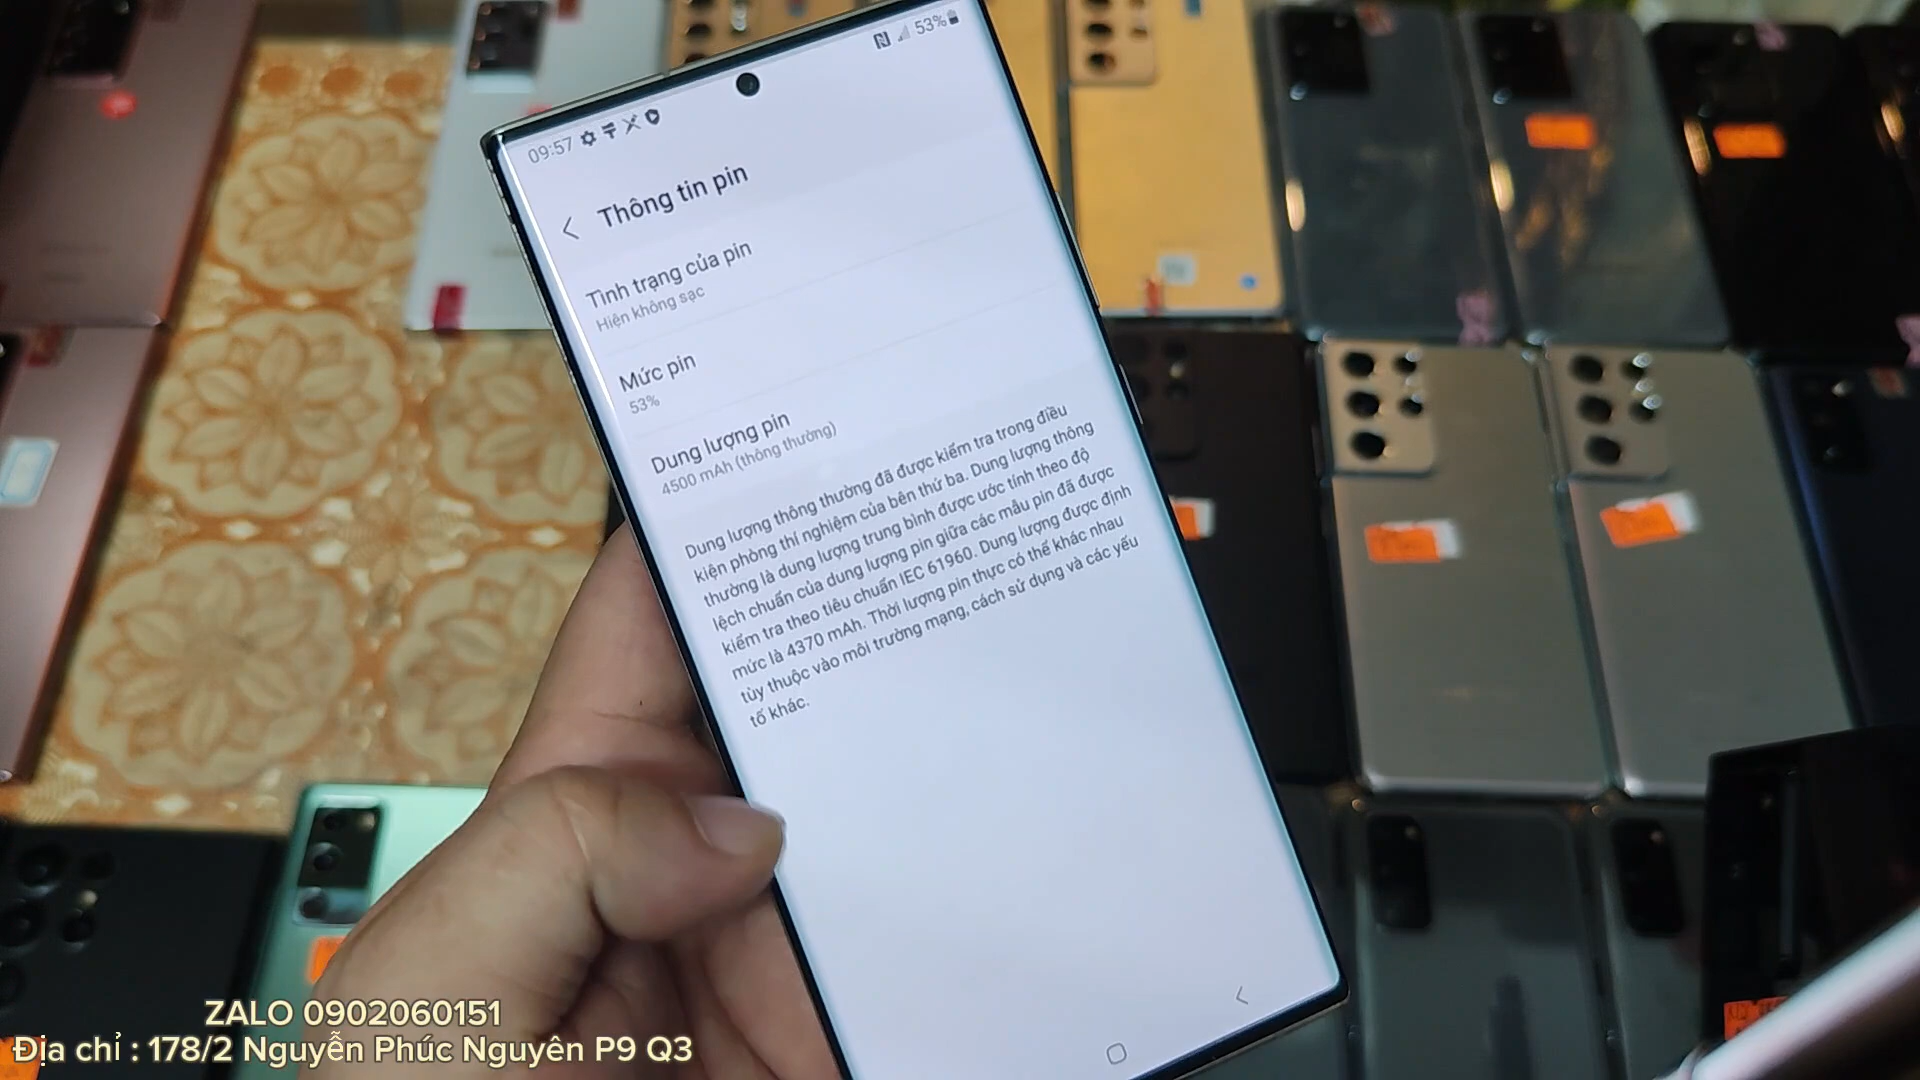 09:57
53%
Thông tin pin
Tình trạng của pin
Hiện không sạc
Mức pin
53%
Dung lượng pin
4500 mAh (thông thường)
Dung lượng thông thường đã được kiểm tra trong điều
kiện phòng thí nghiệm của bên thứ ba. Dung lượng thông
thường là dung lượng trung bình được ước tính theo độ
lệch chuẩn của dung lượng pin giữa các mẫu pin đã được
kiểm tra theo tiêu chuẩn IEC 61960. Dung lượng được định
mức là 4370 mAh. Thời lượng pin thực có thể khác nhau
tùy thuộc vào môi trường mạng, cách sử dụng và các yếu
tố khác.
ZALO 0902060151
Địa chỉ : 178/2 Nguyễn Phúc Nguyên P9 Q3